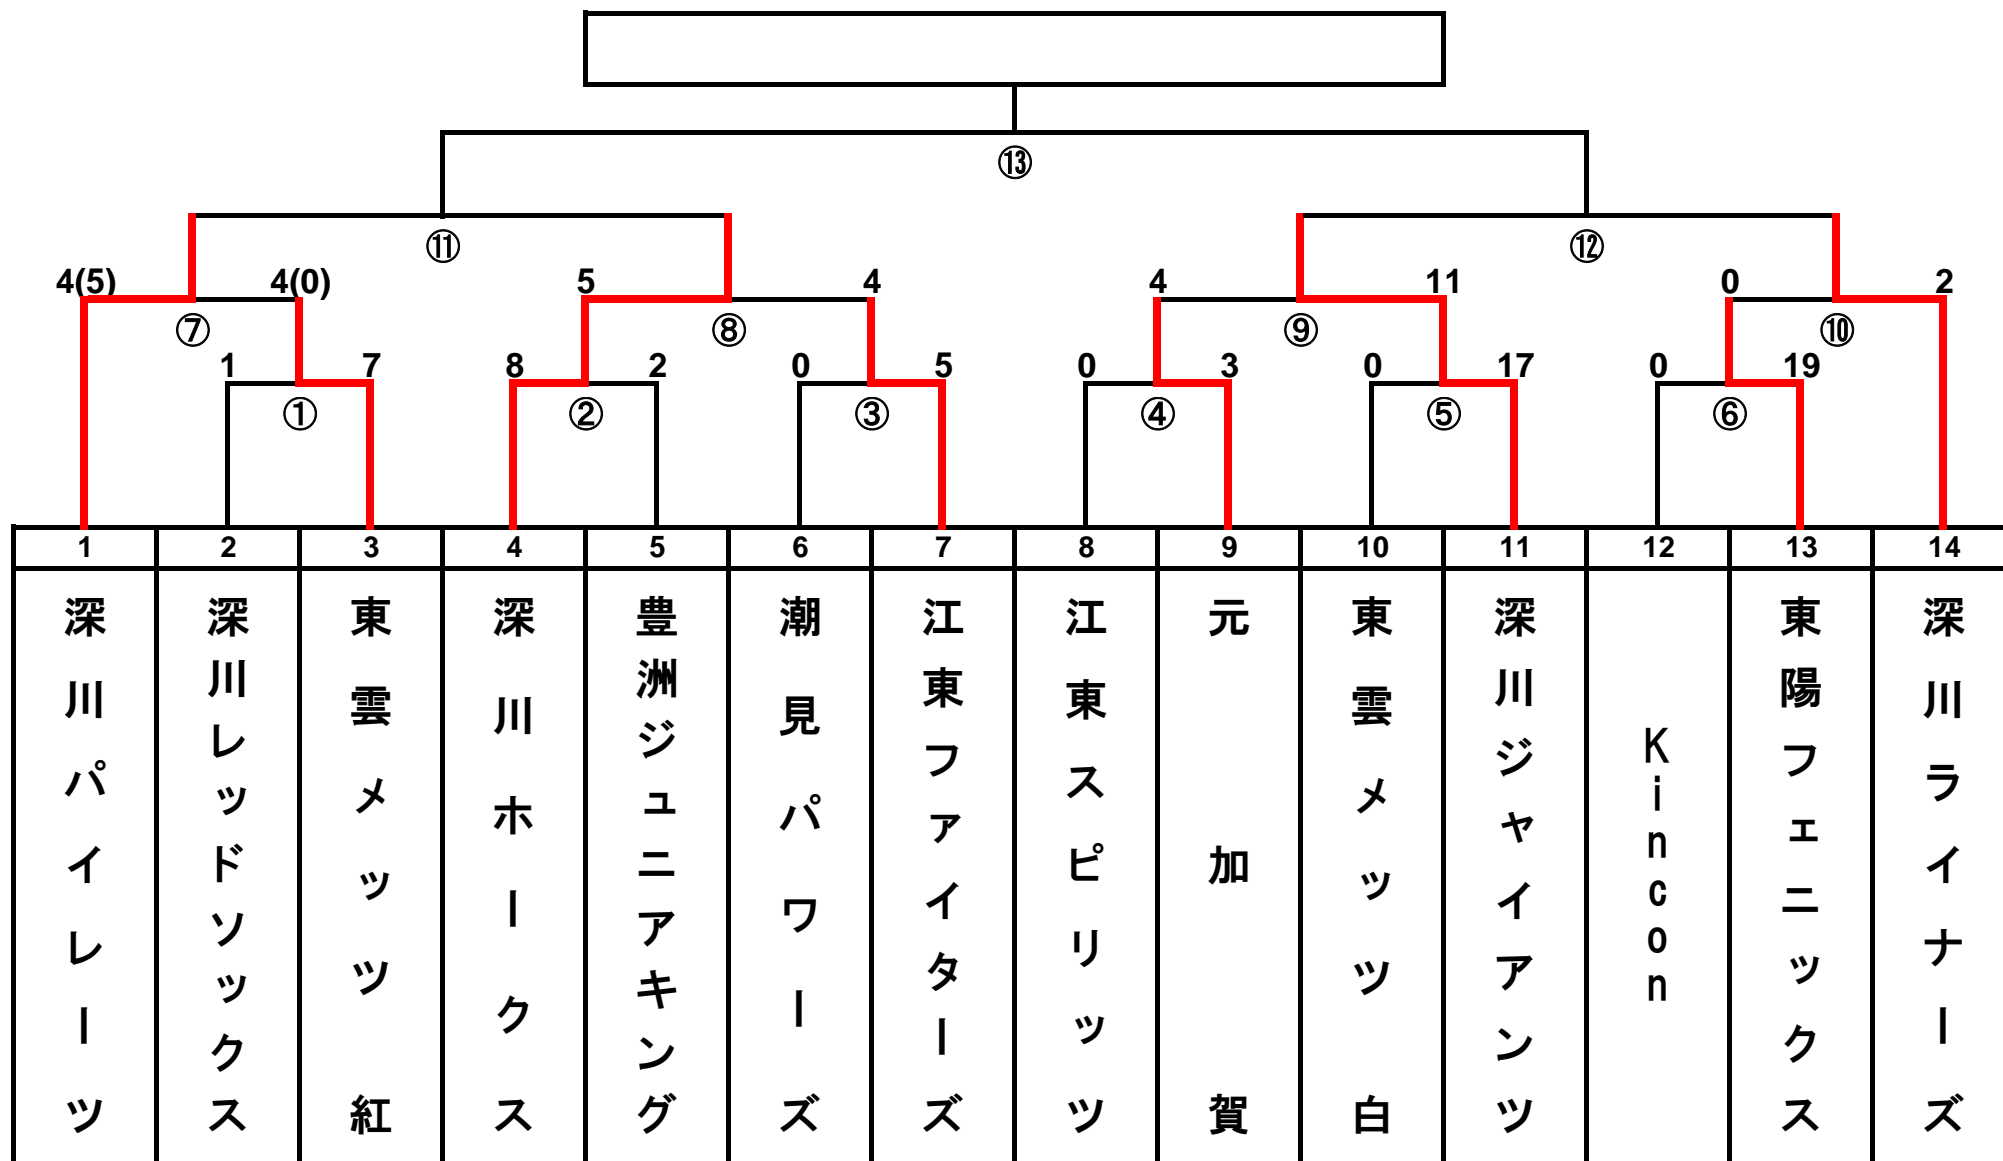 ⑬
⑪ ⑫
4(5) 4(0) 5 4 4 11 0 2
⑦ ⑧ ⑨ ⑩
1 7 8 2 0 5 0 3 0 17 0 19
① ② ③ ④ ⑤ ⑥
1 2 3 4 5 6 7 8 9 10 11 12 13 14
深川パイレーツ
深川レッドソックス
東雲メッツ紅
深川ホークス
豊洲ジュニアキング
潮見パワーズ
江東ファイターズ
江東スピリッツ
元加賀
東雲メッツ白
深川ジャイアンツ
Kincon
東陽フェニックス
深川ライナーズ